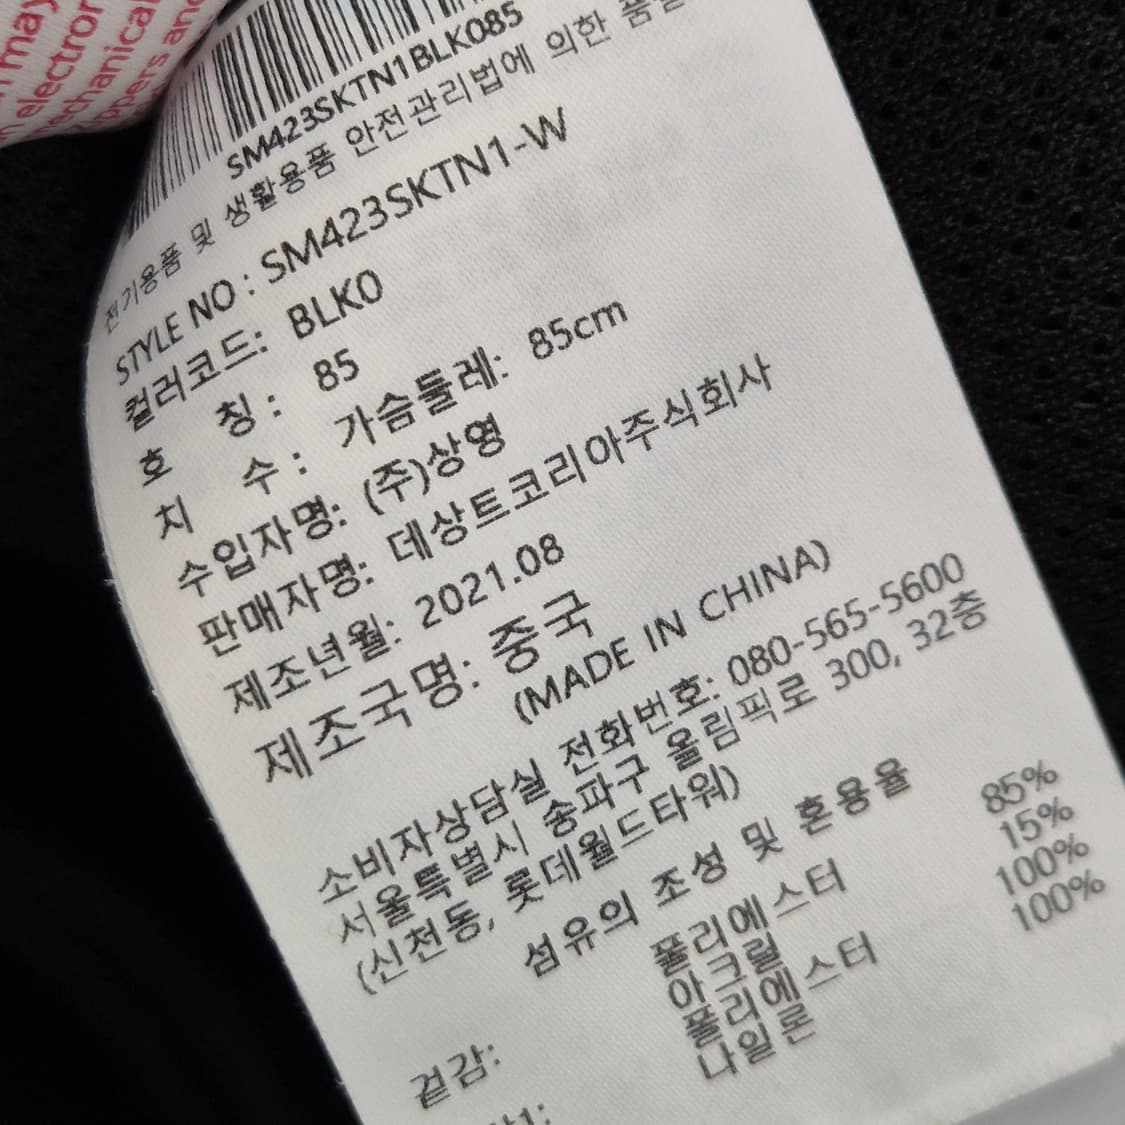 may
electron
mechanical
SM423SKTN1BLK085
전기용품 및 생활용품 안전관리법에 의한 품질
STYLE NO : SM423SKTN1-W
컬러코드: BLK0
호 칭 : 85
치 수 : 가슴둘레: 85cm
수입자명: (주)상영
판매자명: 데상트코리아주식회사
제조년월: 2021.08
제조국명: 중국
(MADE IN CHINA)
소비자상담실 전화번호: 080-565-5600
서울특별시 송파구 올림픽로 300, 32층
(신천동, 롯데월드타워)
섬유의 조성 및 혼용율
겉감: 폴리에스터 85%
아크릴 15%
폴리에스터 100%
나일론 100%